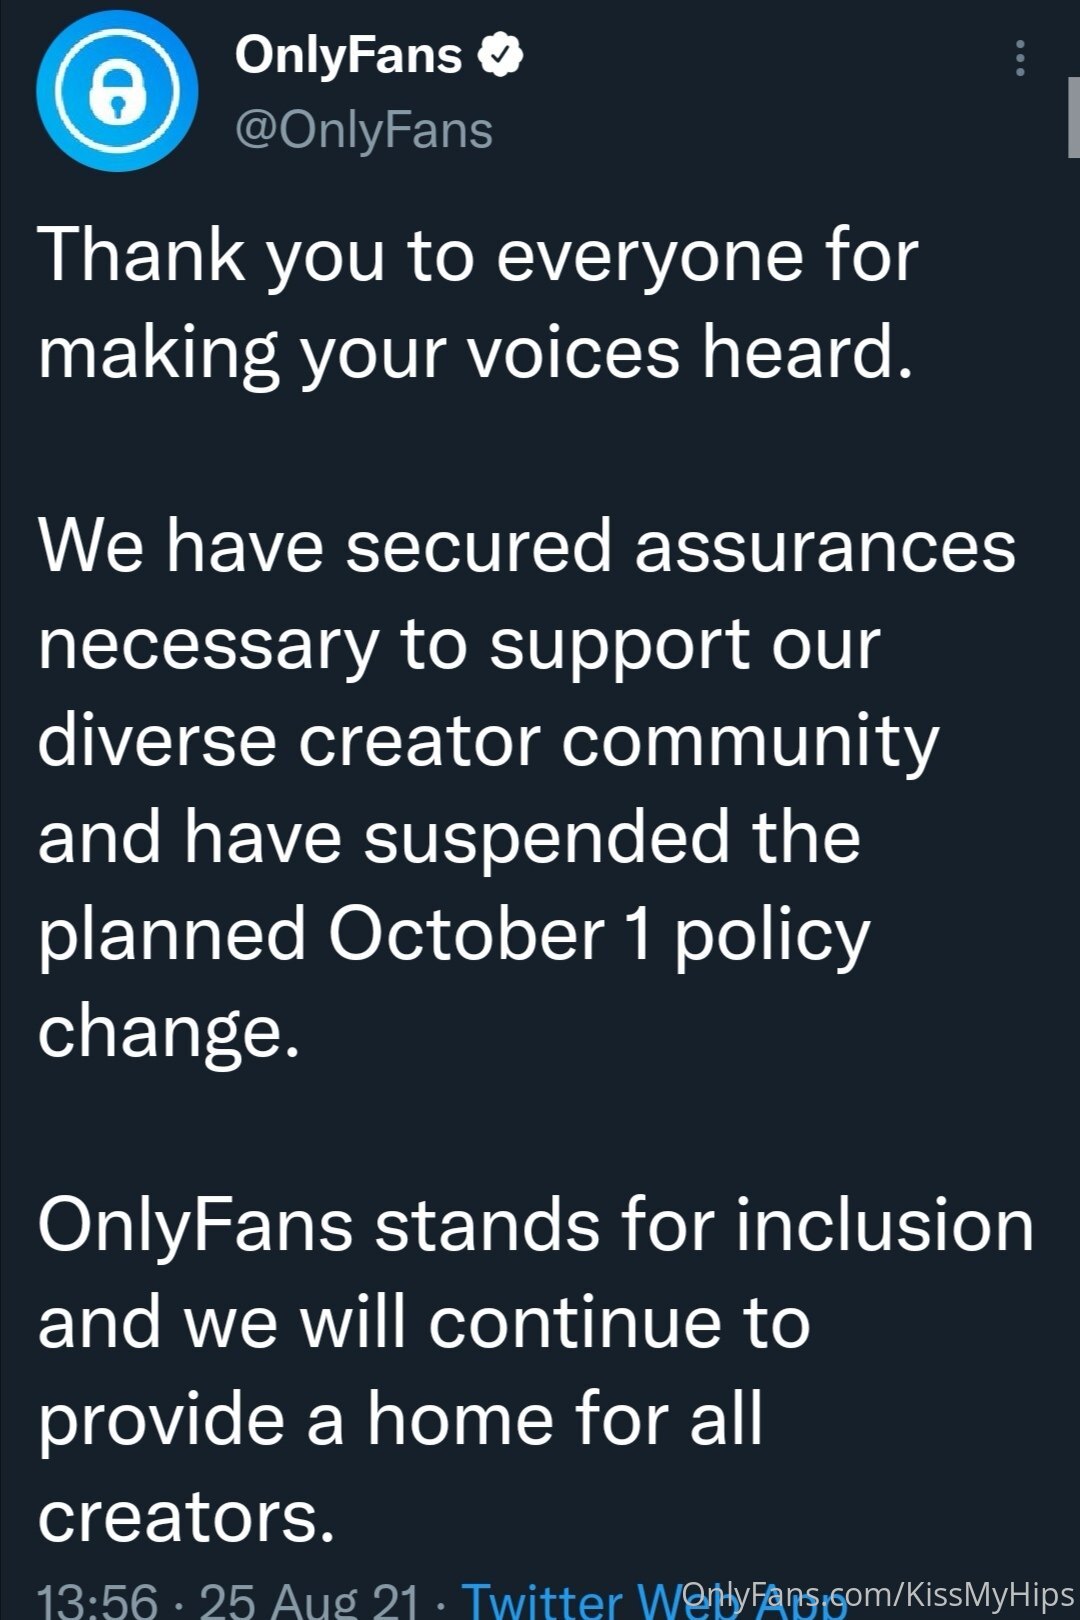 OnlyFans
@OnlyFans
Thank you to everyone for
making your voices heard.
We have secured assurances
necessary to support our
diverse creator community
and have suspended the
planned October 1 policy
change.
OnlyFans stands for inclusion
and we will continue to
provide a home for all
creators.
13:56 · 25 Aug 21 · Twitter Web App
OnlyFans.com/KissMyHips